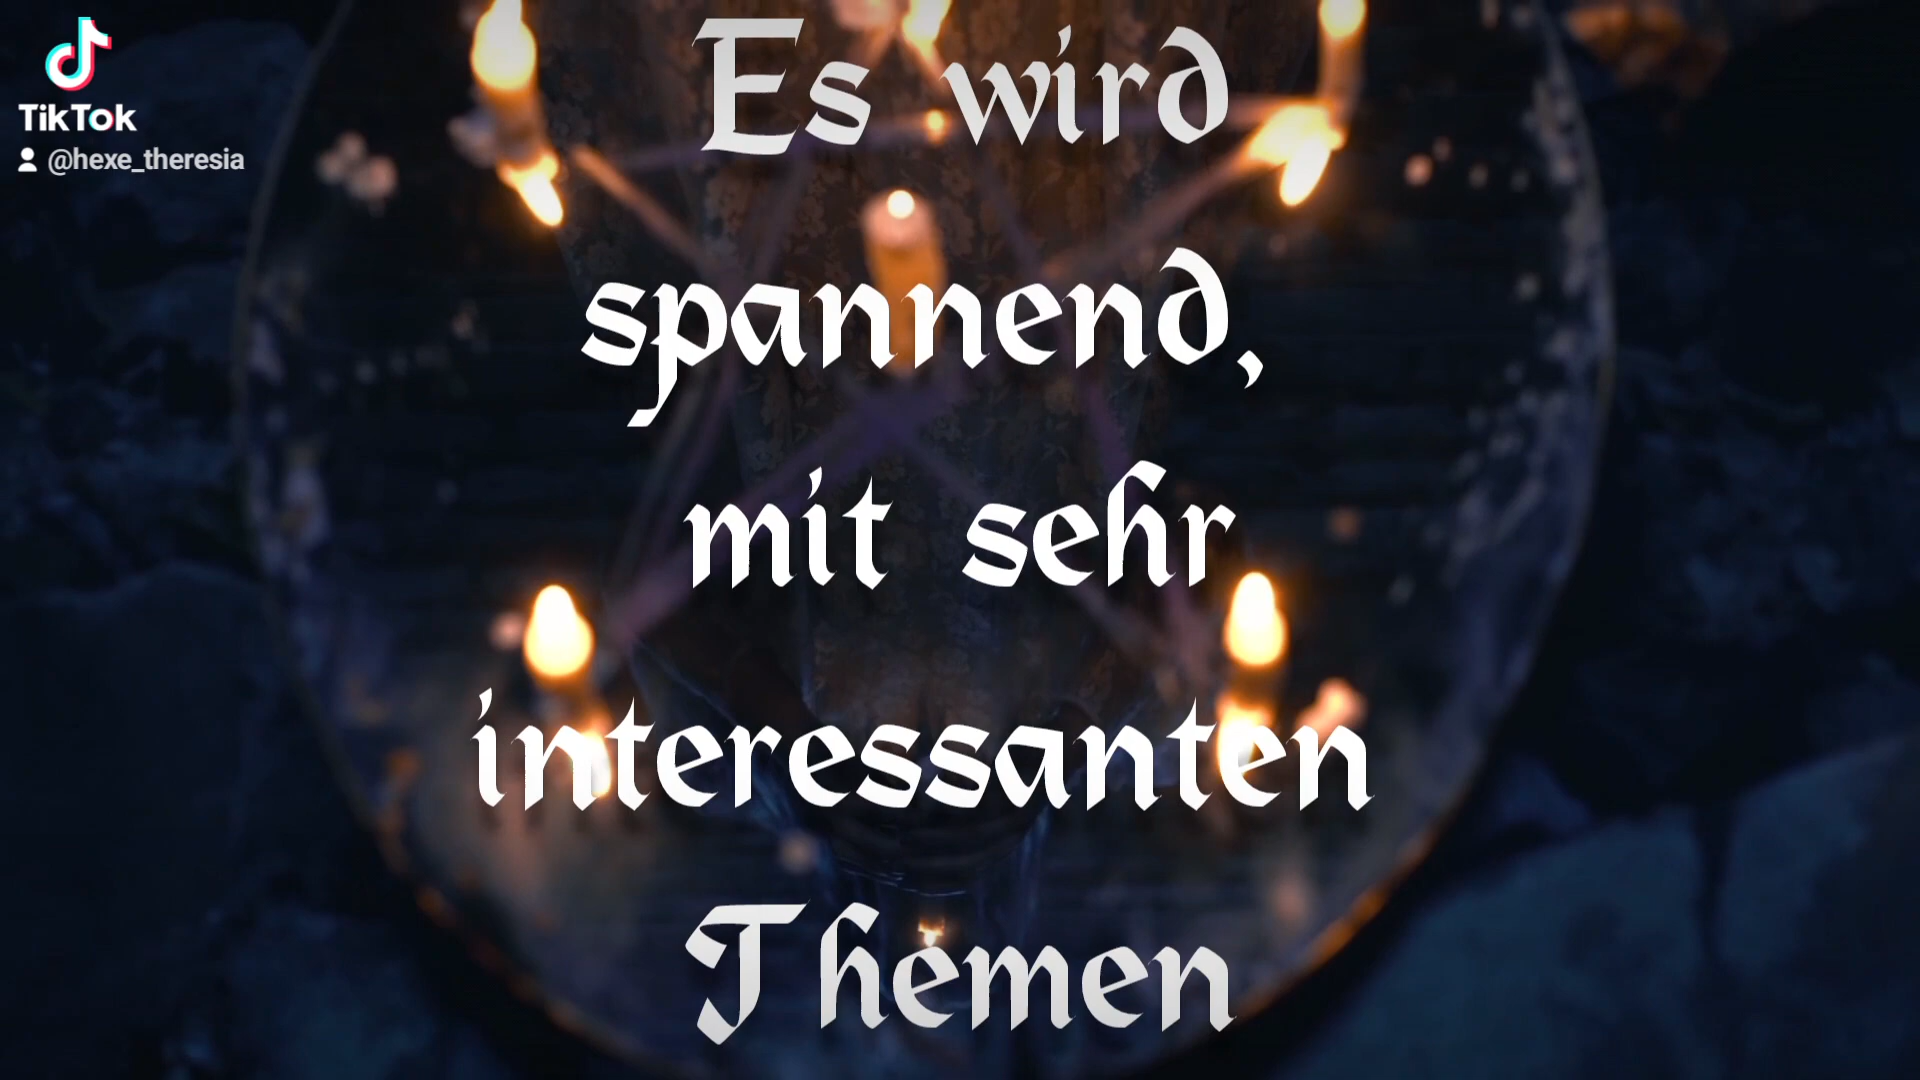 TikTok
@hexe_theresia
Es wird
spannend,
mit sehr
interessanten
Themen